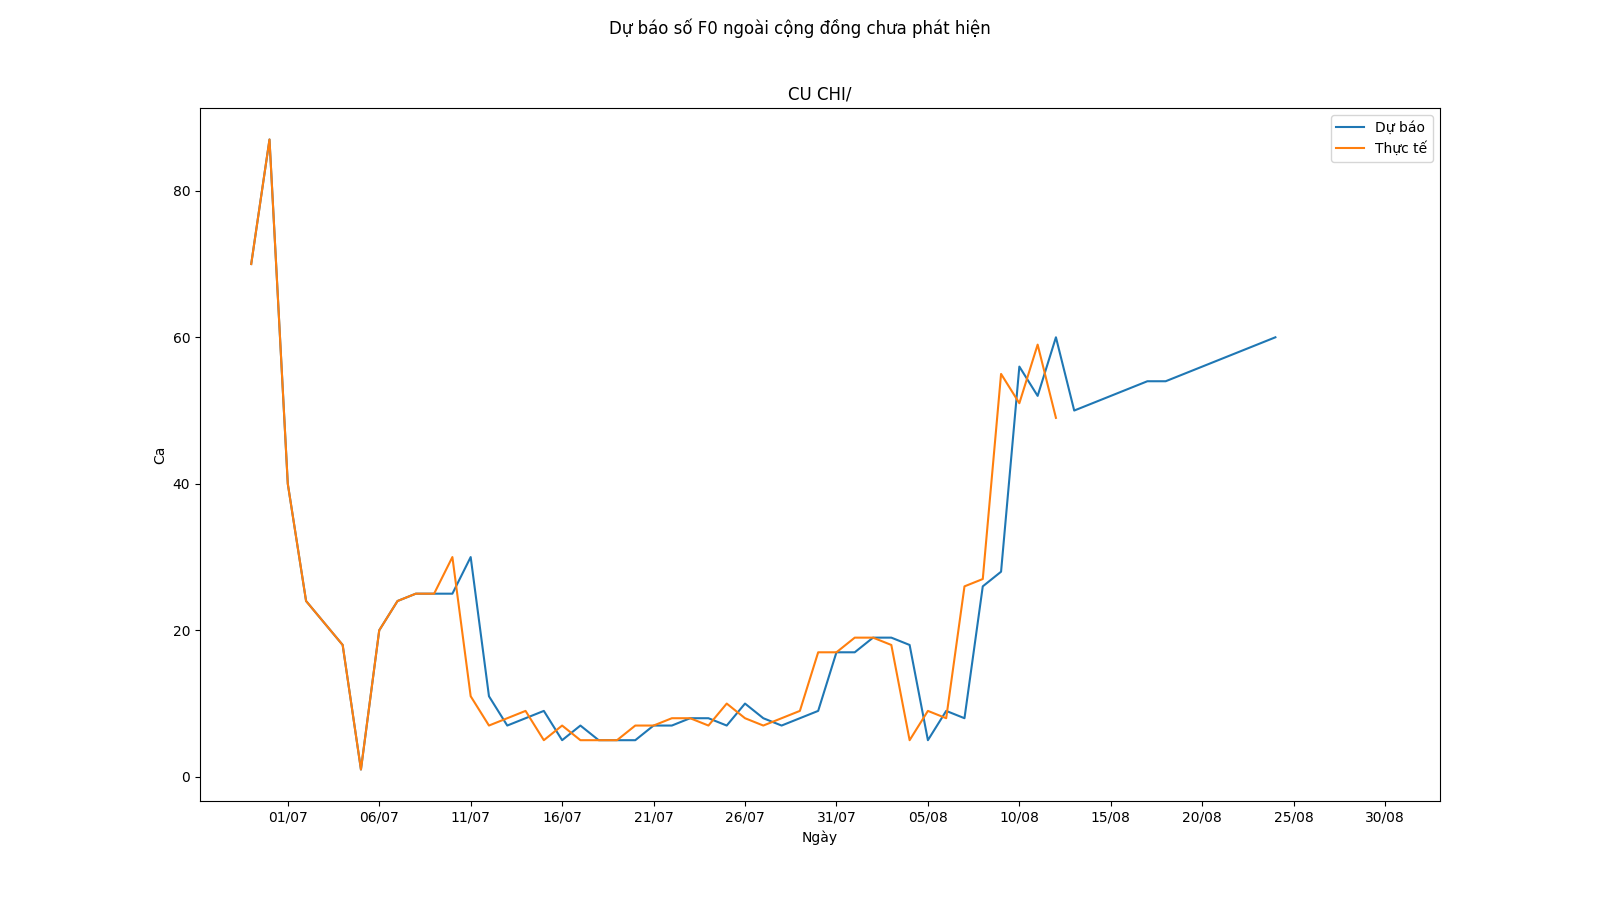 Dự báo số F0 ngoài cộng đồng chưa phát hiện
CU CHI/
Dự báo
Thực tế
80
60
40
20
0
Ca
01/07 06/07 11/07 16/07 21/07 26/07 31/07 05/08 10/08 15/08 20/08 25/08 30/08
Ngày